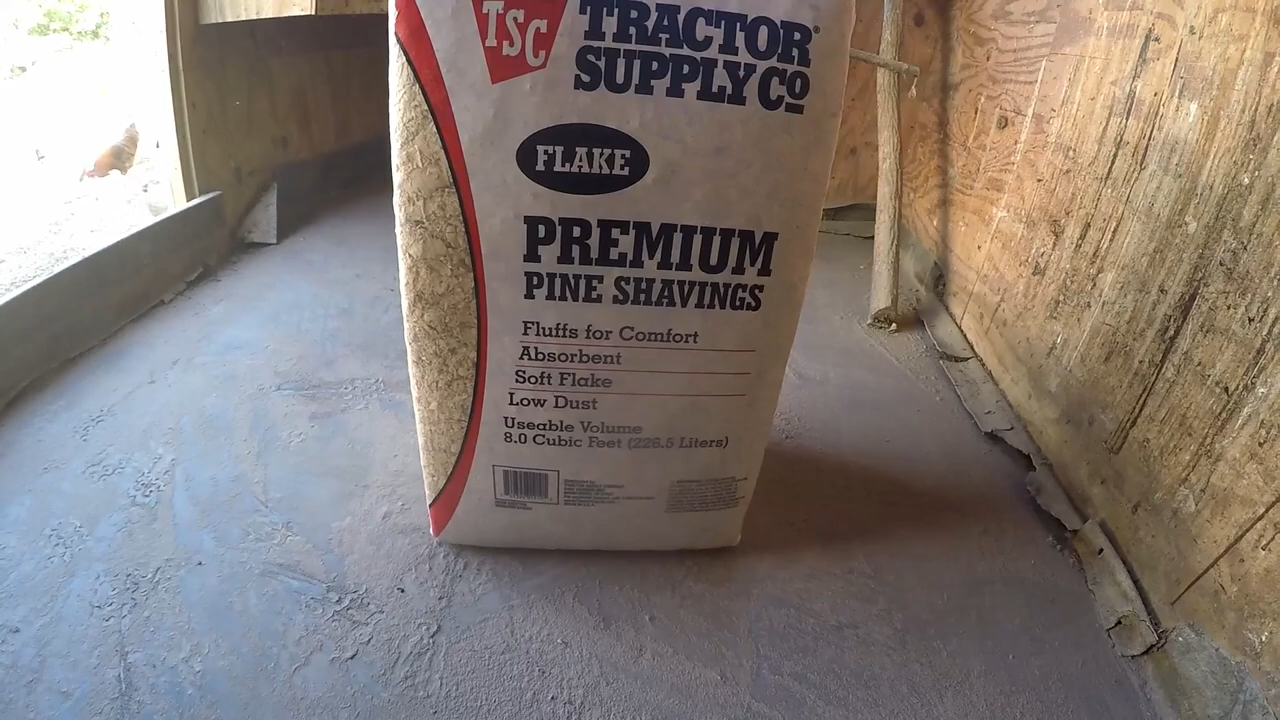 TSC
TRACTOR
SUPPLY CO
FLAKE
PREMIUM
PINE SHAVINGS
Fluffs for Comfort
Absorbent
Soft Flake
Low Dust
Useable Volume
8.0 Cubic Feet (226.5 Liters)